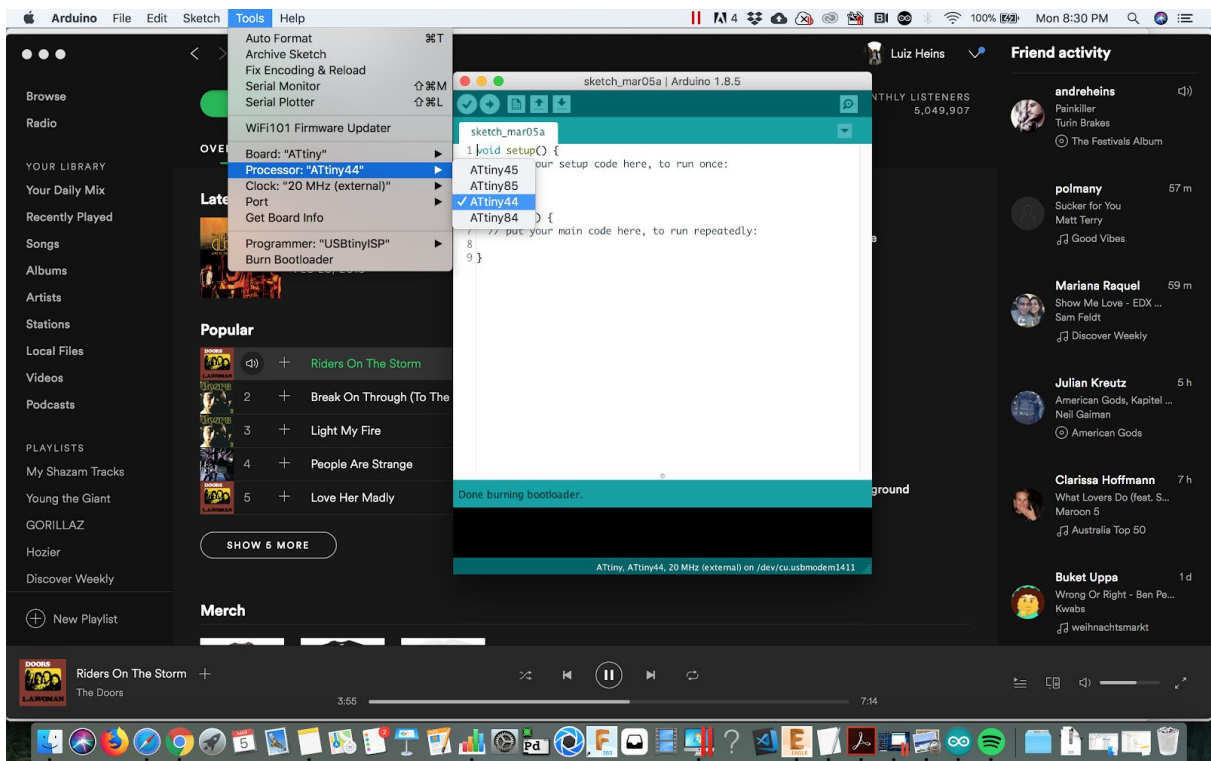 Arduino File Edit Sketch Tools Help
4 100% Mon 8:30 PM
Auto Format ⌘T
Archive Sketch
Fix Encoding & Reload
Serial Monitor ⇧⌘M
Serial Plotter ⇧⌘L
WiFi101 Firmware Updater
Board: "ATtiny"
Processor: "ATtiny44"
Clock: "20 MHz (external)"
Port
Get Board Info
Programmer: "USBtinyISP"
Burn Bootloader
ATtiny45
ATtiny85
✓ ATtiny44
ATtiny84
sketch_mar05a | Arduino 1.8.5
sketch_mar05a
1 void setup() {
our setup code here, to run once:
) {
7 // put your main code here, to run repeatedly:
8
9 }
Done burning bootloader.
ATtiny, ATtiny44, 20 MHz (external) on /dev/cu.usbmodem1411
Browse
Radio
YOUR LIBRARY
Your Daily Mix
Recently Played
Songs
Albums
Artists
Stations
Local Files
Videos
Podcasts
PLAYLISTS
My Shazam Tracks
Young the Giant
GORILLAZ
Hozier
Discover Weekly
New Playlist
Luiz Heins
NTHLY LISTENERS
5,049,907
OVE
Late
Popular
Riders On The Storm
2 Break On Through (To The
3 Light My Fire
4 People Are Strange
5 Love Her Madly
ground
SHOW 5 MORE
Merch
Friend activity
andreheins
Painkiller
Turin Brakes
The Festivals Album
polmany 57 m
Sucker for You
Matt Terry
Good Vibes
Mariana Raquel 59 m
Show Me Love - EDX ...
Sam Feldt
Discover Weekly
Julian Kreutz 5 h
American Gods, Kapitel ...
Neil Gaiman
American Gods
Clarissa Hoffmann 7 h
What Lovers Do (feat. S...
Maroon 5
Australia Top 50
Buket Uppa 1 d
Wrong Or Right - Ben Pe...
Kwabs
weihnachtsmarkt
DOORS
L.A.WOMAN
Riders On The Storm
The Doors
3:55 7:14
5
Pd
EAGLE